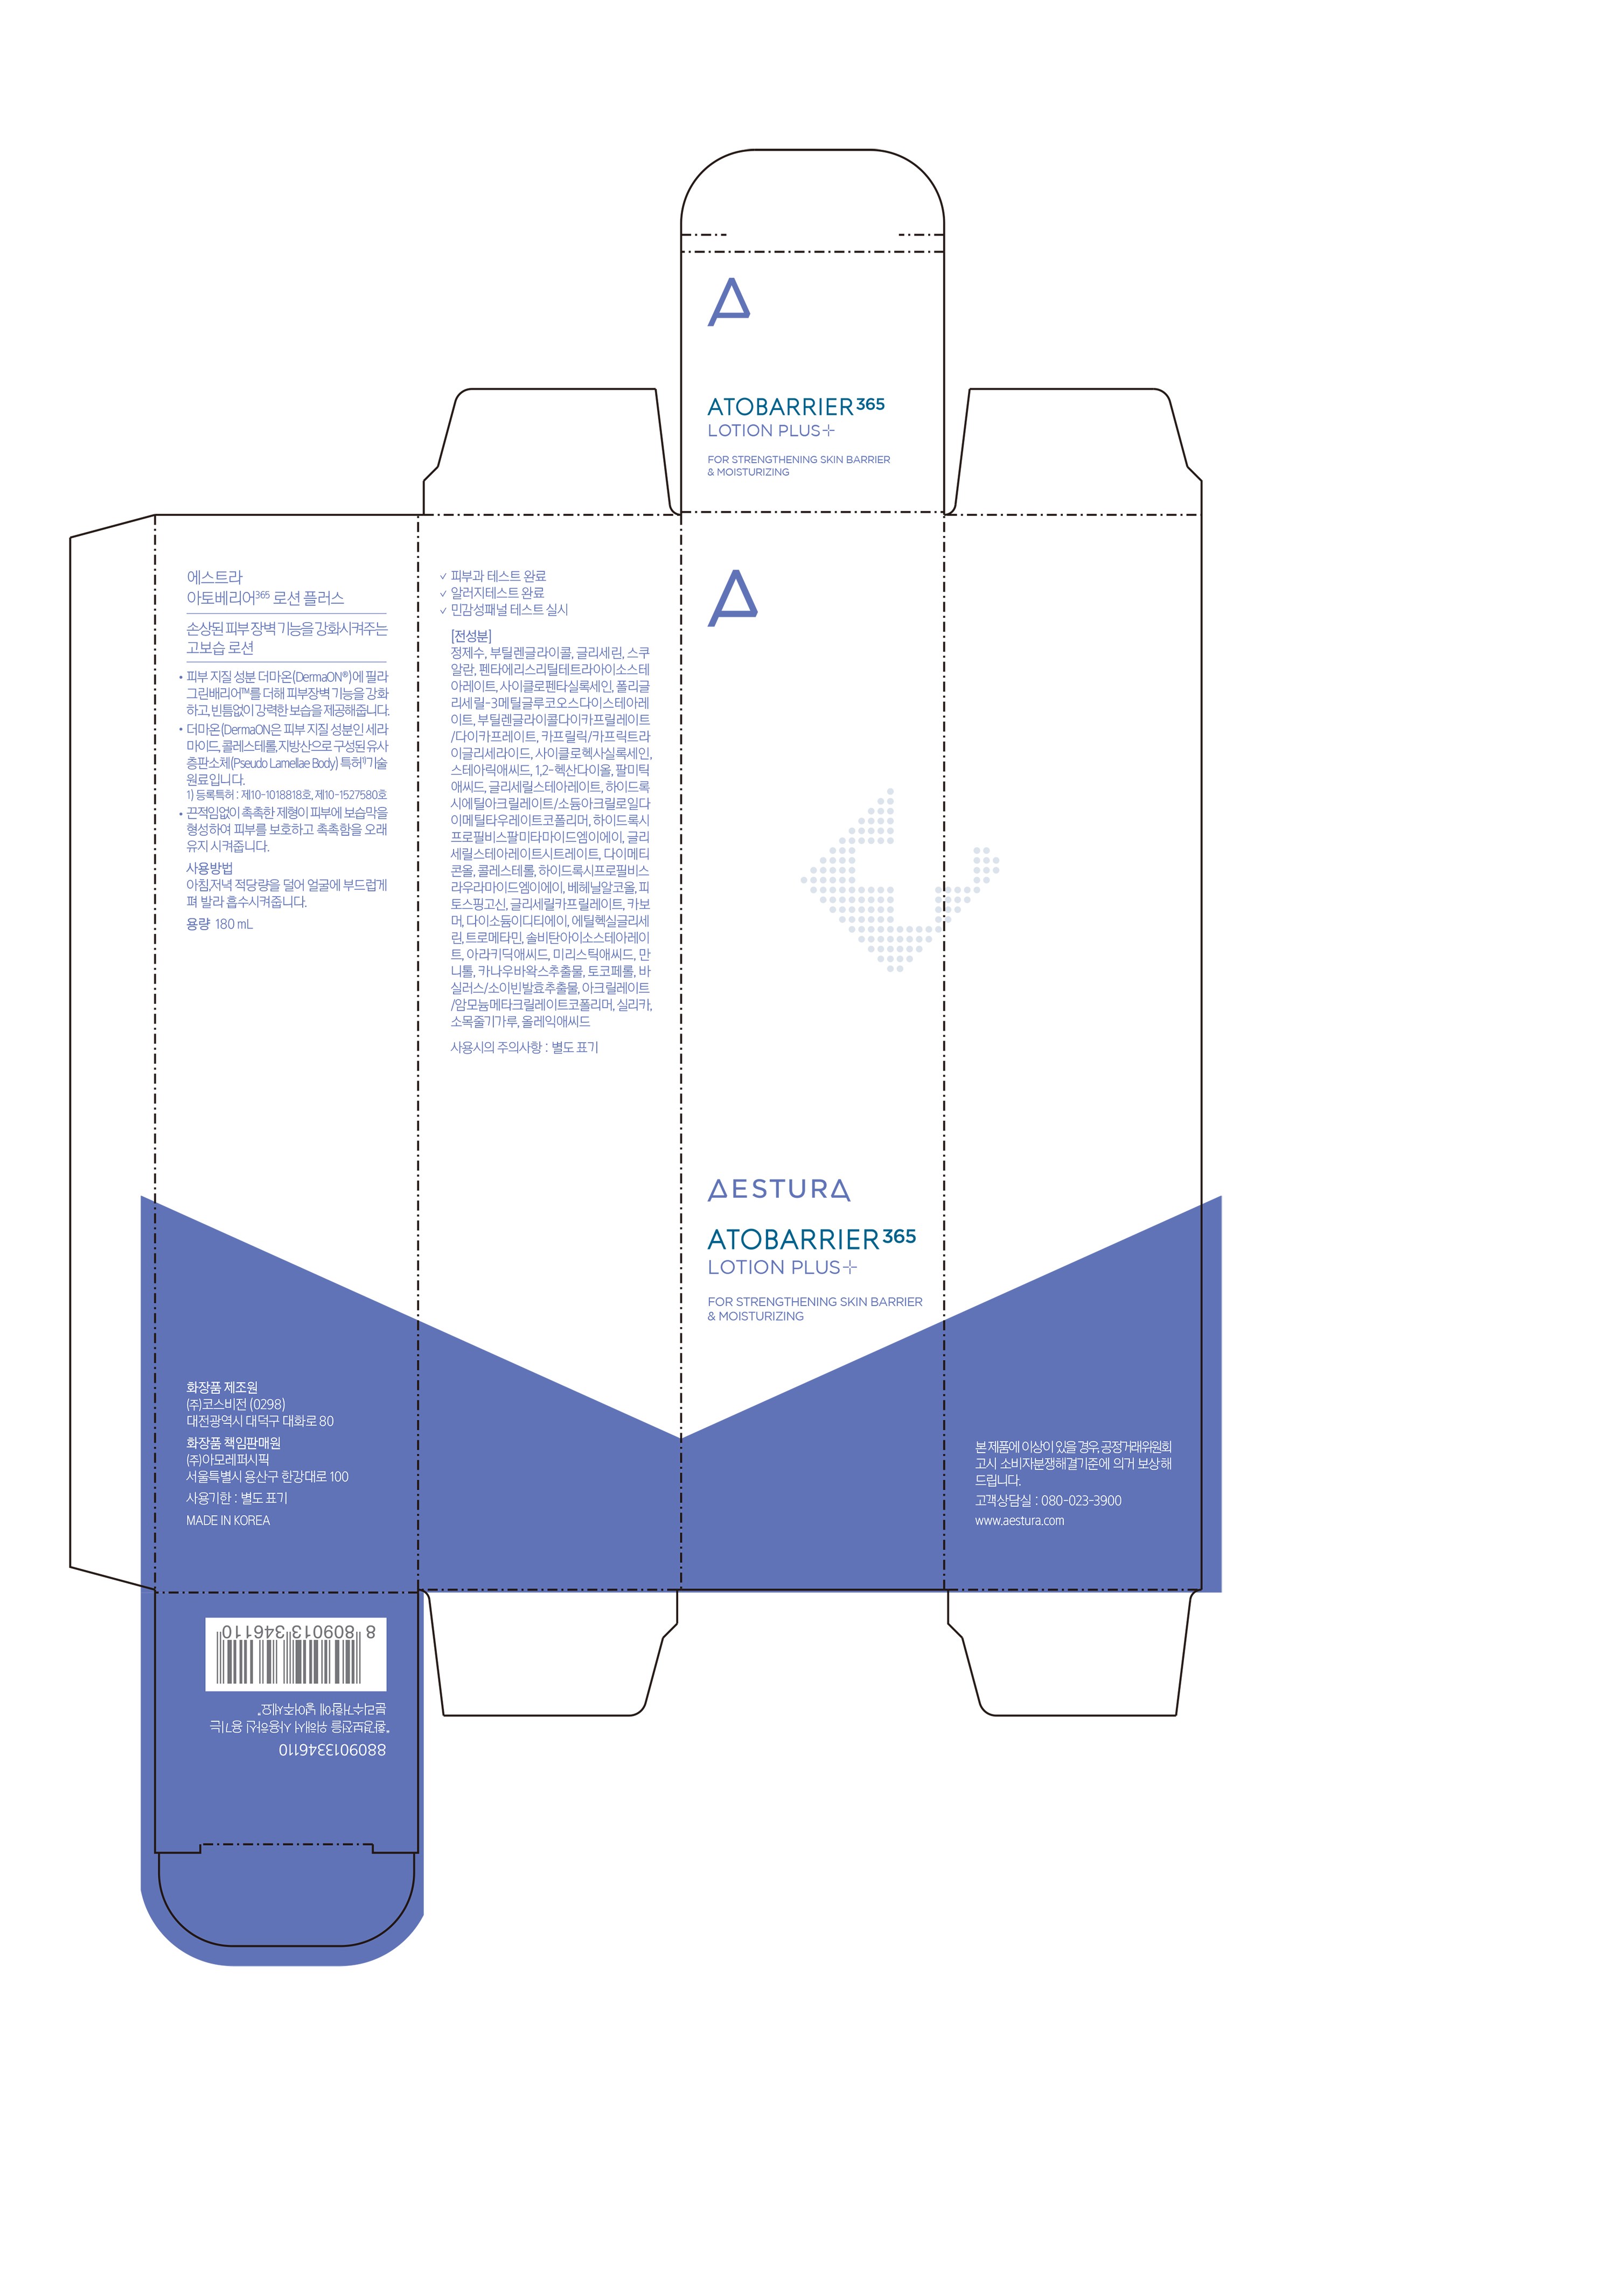 ATOBARRIER365
LOTION PLUS+
FOR STRENGTHENING SKIN BARRIER
& MOISTURIZING
에스트라
아토베리어365 로션 플러스
손상된 피부 장벽 기능을 강화시켜주는
고보습 로션
• 피부 지질 성분 더마온(DermaON®)에 필라
그린배리어™를 더해 피부장벽 기능을 강화
하고, 빈틈없이 강력한 보습을 제공해줍니다.
• 더마온(DermaON은 피부 지질 성분인 세라
마이드, 콜레스테롤,지방산으로 구성된 유사
층판소체(Pseudo Lamellae Body) 특허1)기술
원료입니다.
1) 등록특허 : 제10-1018818호, 제10-1527580호
• 끈적임없이 촉촉한 제형이 피부에 보습막을
형성하여 피부를 보호하고 촉촉함을 오래
유지 시켜줍니다.
사용방법
아침,저녁 적당량을 덜어 얼굴에 부드럽게
펴 발라 흡수시켜줍니다.
용량 180 mL
✓ 피부과 테스트 완료
✓ 알러지테스트 완료
✓ 민감성패널 테스트 실시
[전성분]
정제수, 부틸렌글라이콜, 글리세린, 스쿠
알란, 펜타에리스리틸테트라아이소스테
아레이트, 사이클로펜타실록세인, 폴리글
리세릴-3메틸글루코오스다이스테아레
이트, 부틸렌글라이콜다이카프릴레이트
/다이카프레이트, 카프릴릭/카프릭트라
이글리세라이드, 사이클로헥사실록세인,
스테아릭애씨드, 1,2-헥산다이올, 팔미틱
애씨드, 글리세릴스테아레이트, 하이드록
시에틸아크릴레이트/소듐아크릴로일다
이메틸타우레이트코폴리머, 하이드록시
프로필비스팔미타마이드엠이에이, 글리
세릴스테아레이트시트레이트, 다이메티
콘올, 콜레스테롤, 하이드록시프로필비스
라우라마이드엠이에이, 베헤닐알코올, 피
토스핑고신, 글리세릴카프릴레이트, 카보
머, 다이소듐이디티에이, 에틸헥실글리세
린, 트로메타민, 솔비탄아이소스테아레이
트, 아라키딕애씨드, 미리스틱애씨드, 만
니톨, 카나우바왁스추출물, 토코페롤, 바
실러스/소이빈발효추출물, 아크릴레이트
/암모늄메타크릴레이트코폴리머, 실리카,
소목줄기가루, 올레익애씨드
사용시의 주의사항 : 별도 표기
AESTURA
ATOBARRIER365
LOTION PLUS+
FOR STRENGTHENING SKIN BARRIER
& MOISTURIZING
화장품 제조원
(주)코스비전 (0298)
대전광역시 대덕구 대화로 80
화장품 책임판매원
(주)아모레퍼시픽
서울특별시 용산구 한강대로 100
사용기한 : 별도 표기
MADE IN KOREA
본 제품에 이상이 있을 경우, 공정거래위원회
고시 소비자분쟁해결기준에 의거 보상해
드립니다.
고객상담실 : 080-023-3900
www.aestura.com
8809013346110
"환경보전을 위해서 사용하신 용기는
분리수거함에 넣어주세요"
8 809013 346110